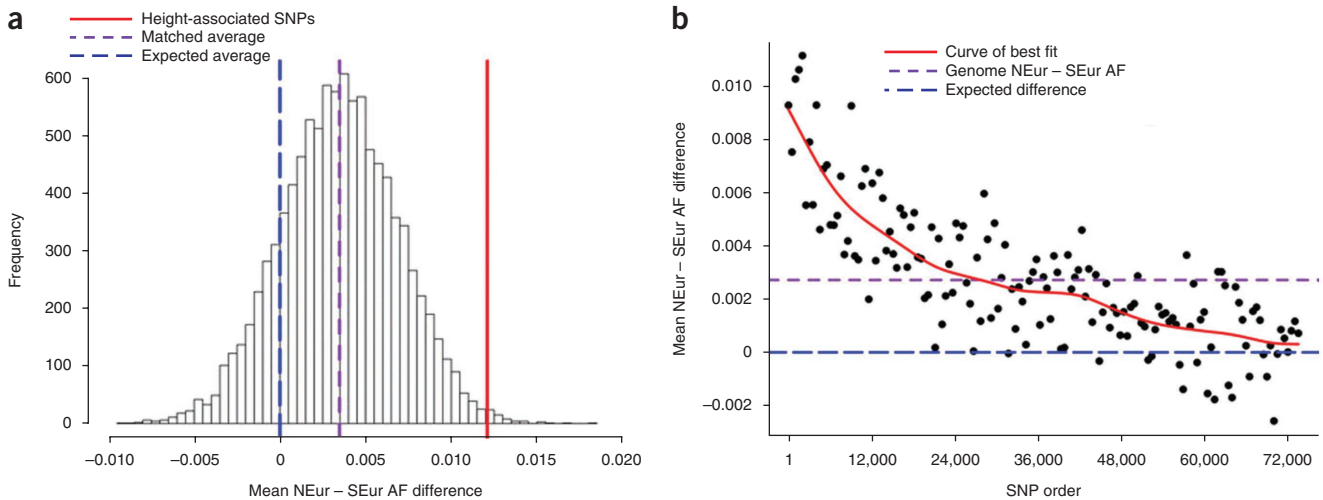 a
Height-associated SNPs
Matched average
Expected average
600
500
400
300
200
100
0
Frequency
–0.010
–0.005
0
0.005
0.010
0.015
0.020
Mean NEur – SEur AF difference
b
Curve of best fit
Genome NEur – SEur AF
Expected difference
0.010
0.008
0.006
0.004
0.002
0
–0.002
Mean NEur – SEur AF difference
1
12,000
24,000
36,000
48,000
60,000
72,000
SNP order